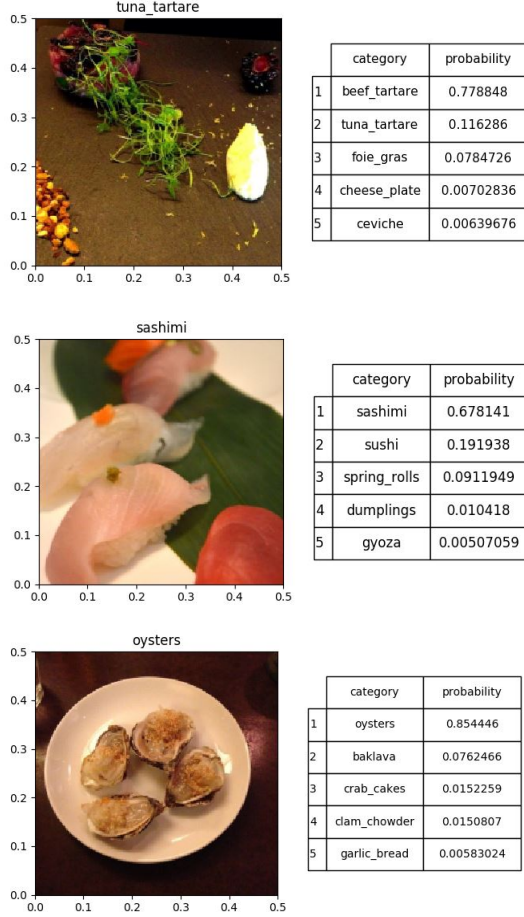 tuna_tartare
0.5
0.4
0.3
0.2
0.1
0.0
0.0 0.1 0.2 0.3 0.4 0.5
category probability
1 beef_tartare 0.778848
2 tuna_tartare 0.116286
3 foie_gras 0.0784726
4 cheese_plate 0.00702836
5 ceviche 0.00639676
sashimi
0.5
0.4
0.3
0.2
0.1
0.0
0.0 0.1 0.2 0.3 0.4 0.5
category probability
1 sashimi 0.678141
2 sushi 0.191938
3 spring_rolls 0.0911949
4 dumplings 0.010418
5 gyoza 0.00507059
oysters
0.5
0.4
0.3
0.2
0.1
0.0
0.0 0.1 0.2 0.3 0.4 0.5
category probability
1 oysters 0.854446
2 baklava 0.0762466
3 crab_cakes 0.0152259
4 clam_chowder 0.0150807
5 garlic_bread 0.00583024